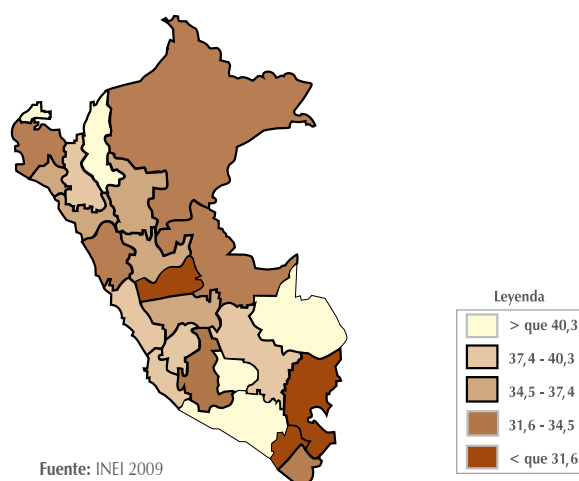 Leyenda
> que 40,3
37,4 - 40,3
34,5 - 37,4
31,6 - 34,5
< que 31,6
Fuente: INEI 2009